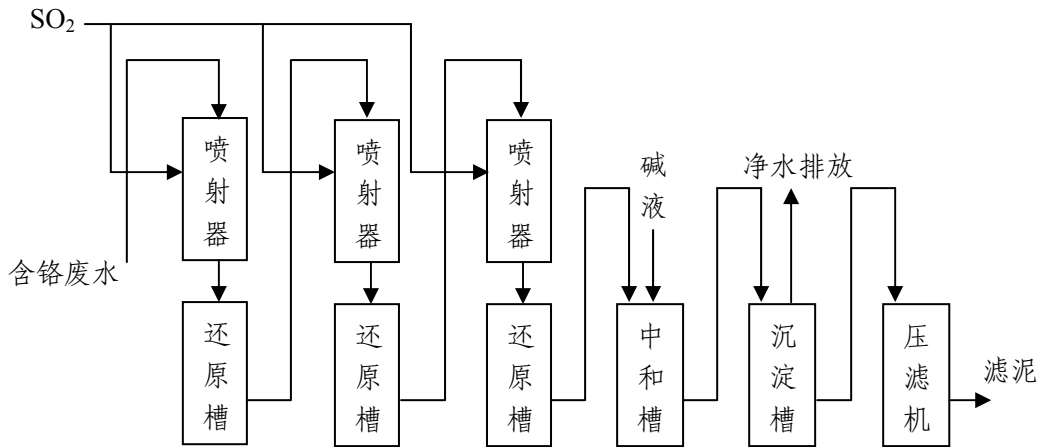 SO₂
喷射器
喷射器
喷射器
碱液
净水排放
含铬废水
还原槽
还原槽
还原槽
中和槽
沉淀槽
压滤机
滤泥